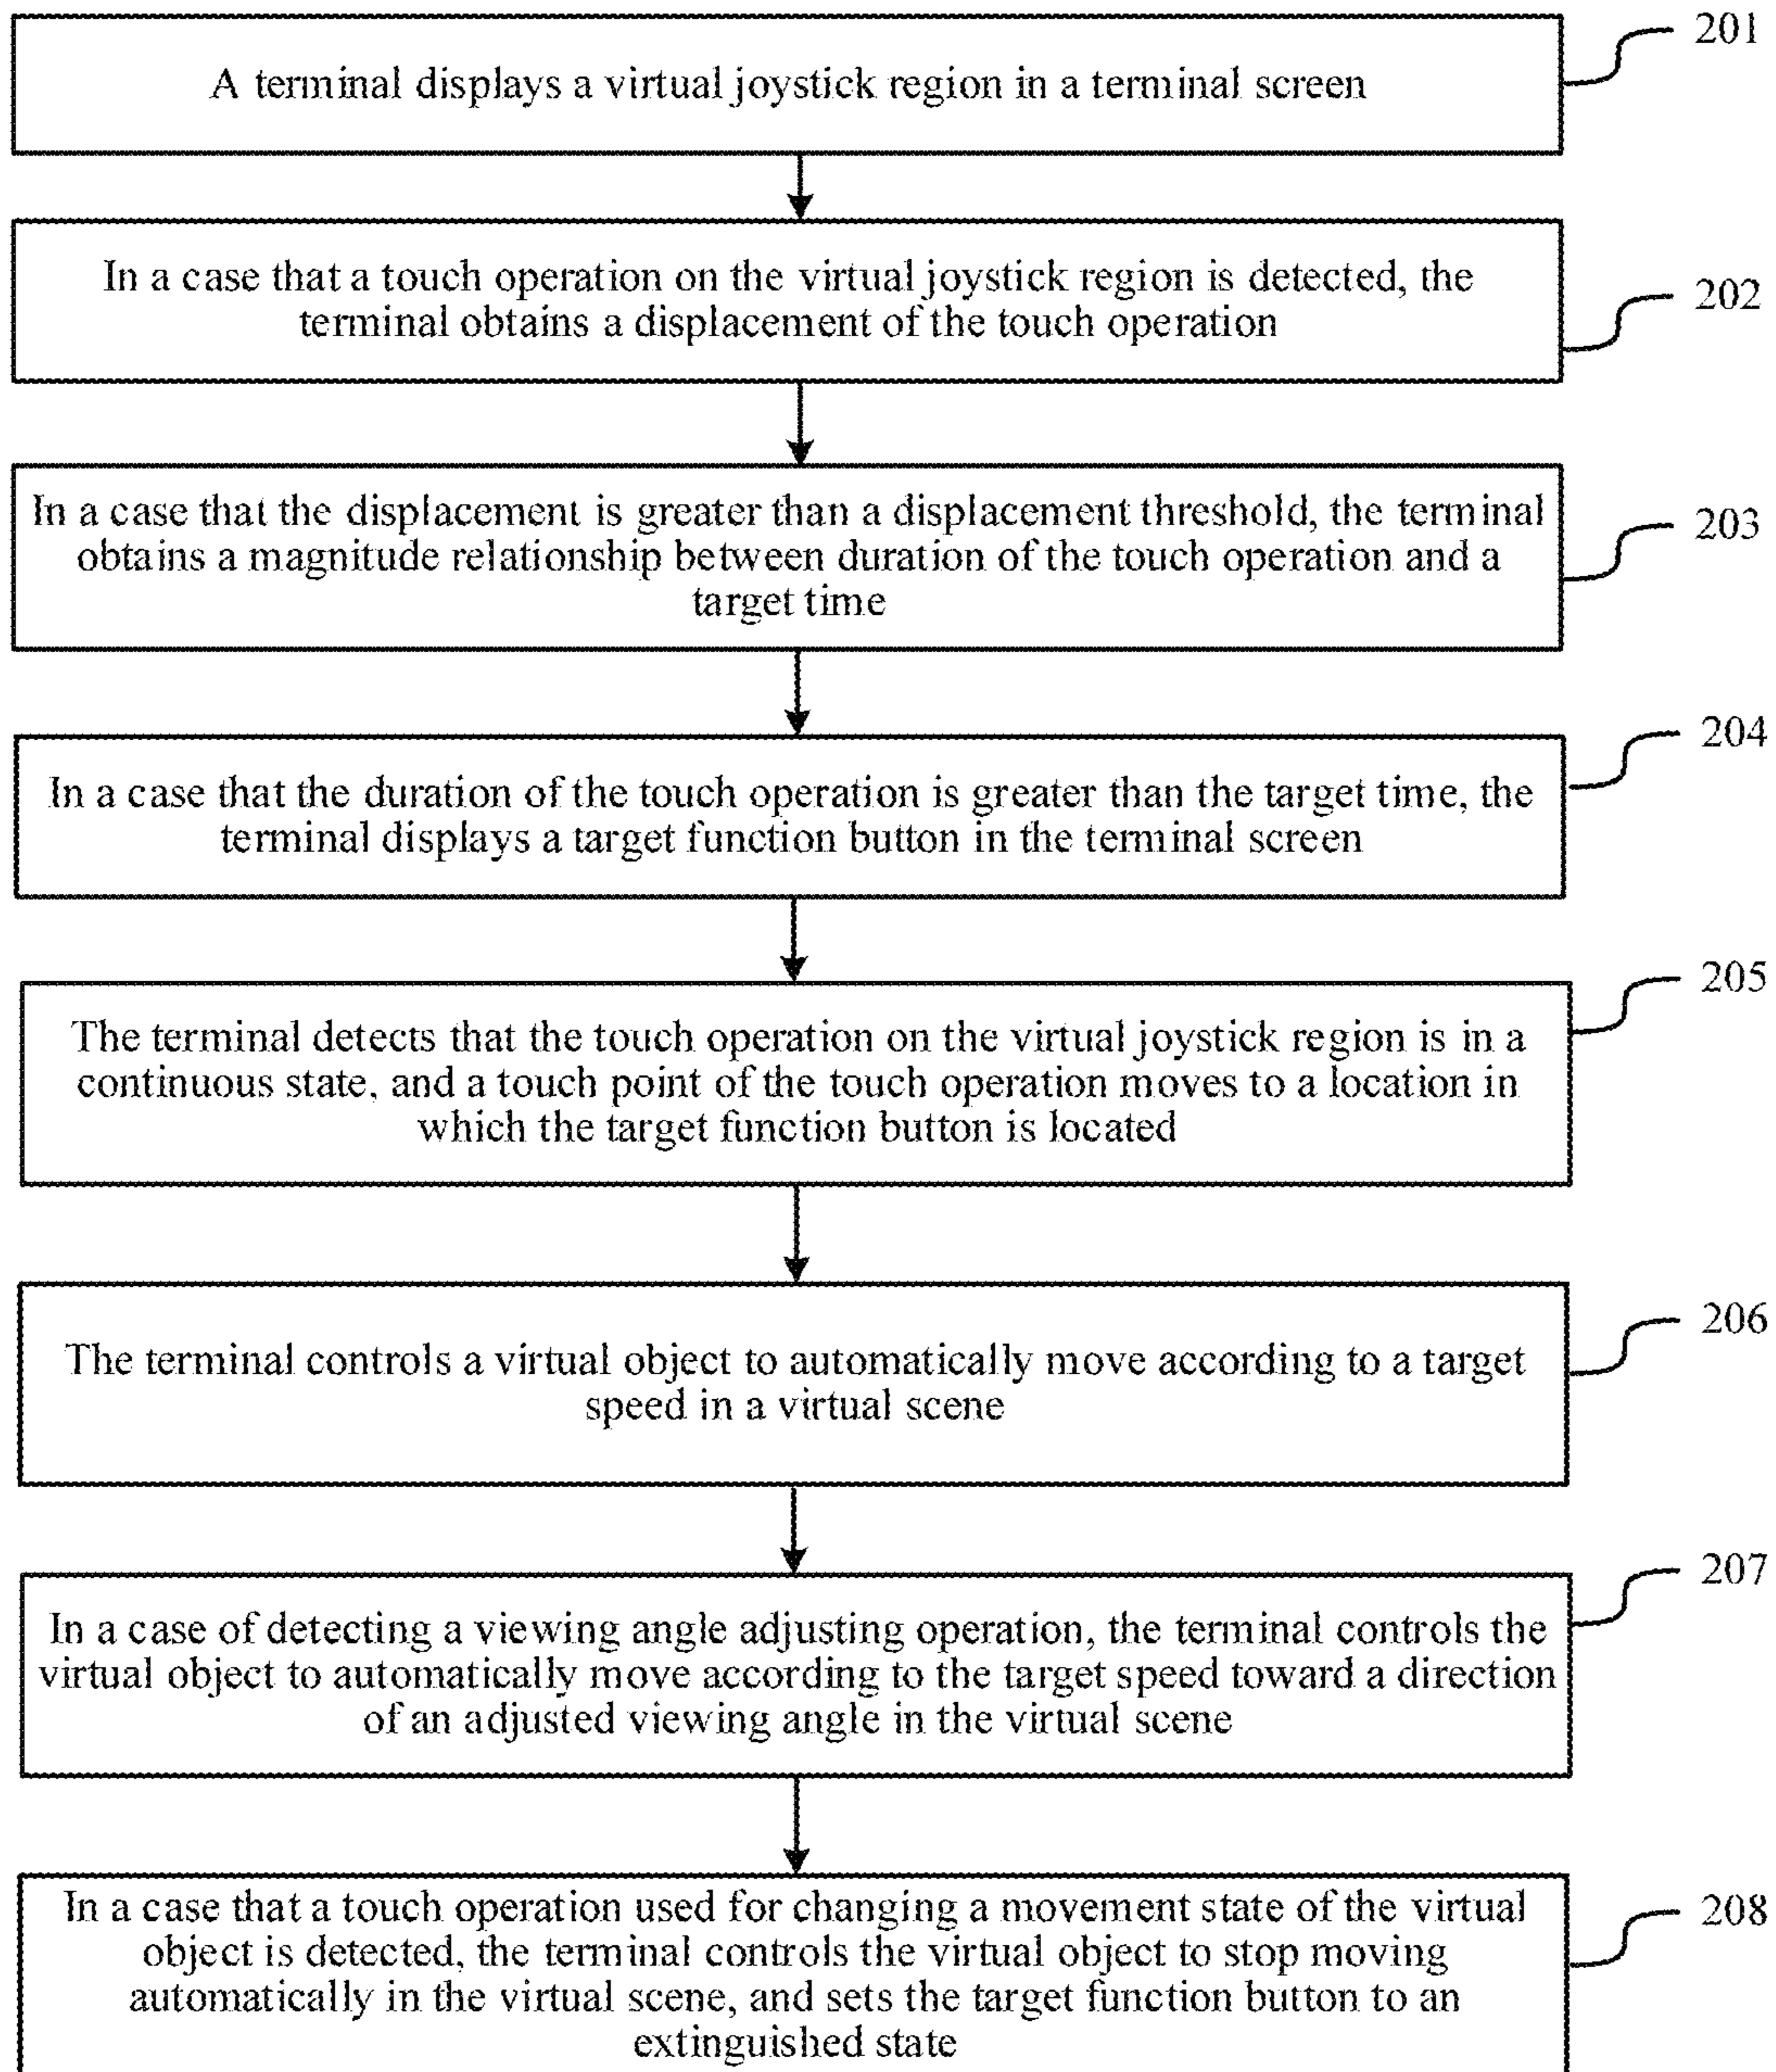 201
A terminal displays a virtual joystick region in a terminal screen
In a case that a touch operation on the virtual joystick region is detected, the
terminal obtains a displacement of the touch operation
202
In a case that the displacement is greater than a displacement threshold, the terminal
obtains a magnitude relationship between duration of the touch operation and a
target time
203
204
In a case that the duration of the touch operation is greater than the target time, the
terminal displays a target function button in the terminal screen
205
The terminal detects that the touch operation on the virtual joystick region is in a
continuous state, and a touch point of the touch operation moves to a location in
which the target function button is located
206
The terminal controls a virtual object to automatically move according to a target
speed in a virtual scene
207
In a case of detecting a viewing angle adjusting operation, the terminal controls the
virtual object to automatically move according to the target speed toward a direction
of an adjusted viewing angle in the virtual scene
208
In a case that a touch operation used for changing a movement state of the virtual
object is detected, the terminal controls the virtual object to stop moving
automatically in the virtual scene, and sets the target function button to an
extinguished state